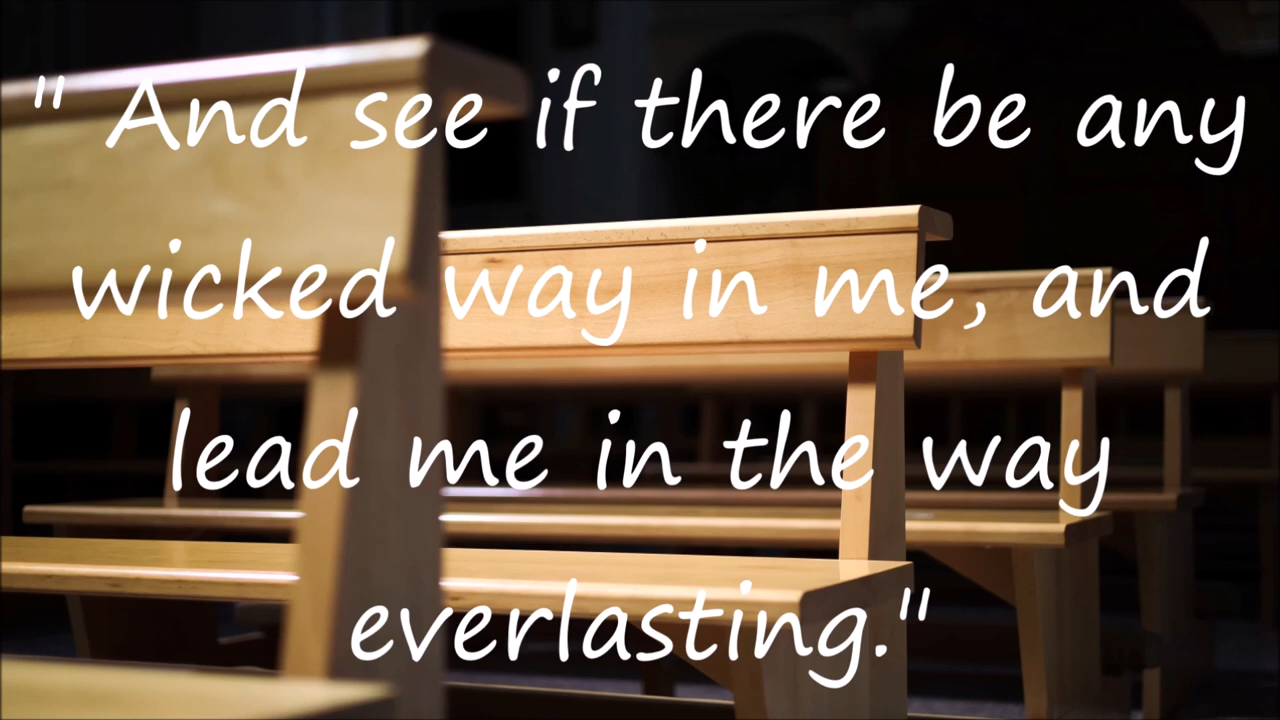 " And see if there be any
wicked way in me, and
lead me in the way
everlasting."